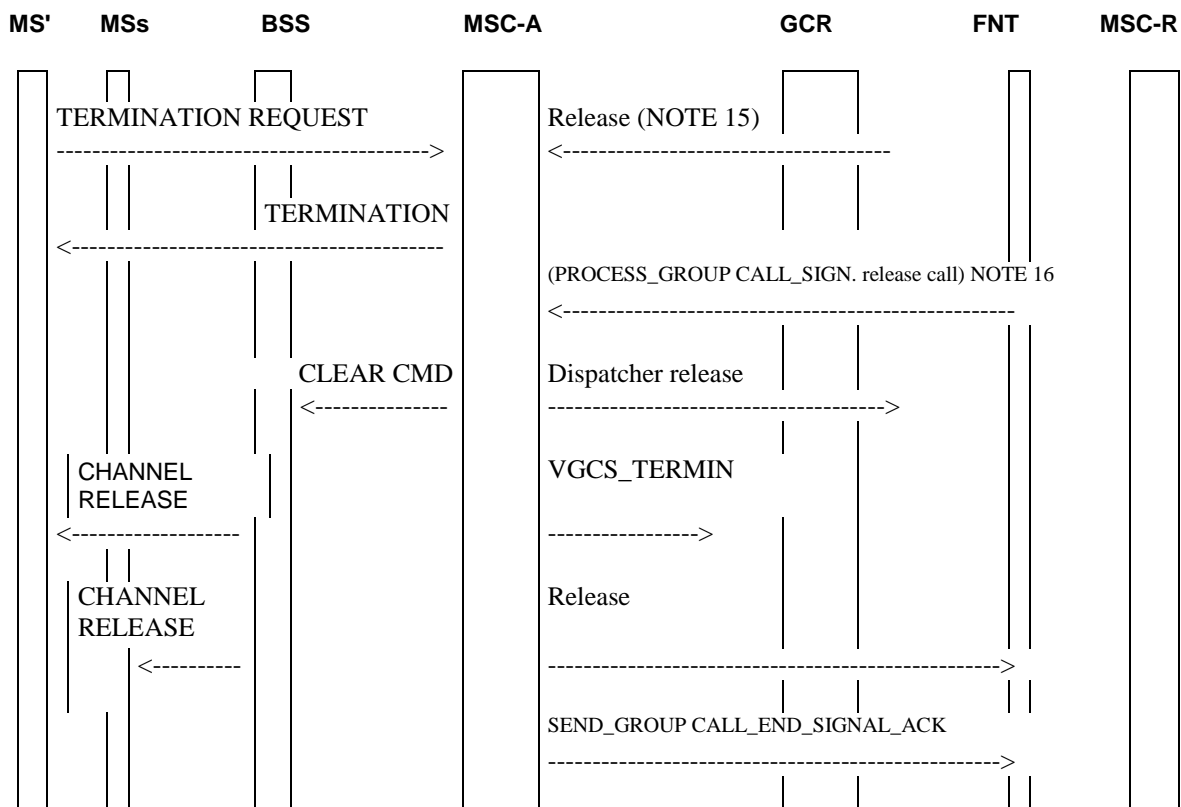 MS' MSs BSS MSC-A GCR FNT MSC-R
TERMINATION REQUEST Release (NOTE 15)
TERMINATION
(PROCESS_GROUP CALL_SIGN. release call) NOTE 16
CLEAR CMD Dispatcher release
CHANNEL VGCS_TERMIN
RELEASE
CHANNEL Release
RELEASE
SEND_GROUP CALL_END_SIGNAL_ACK